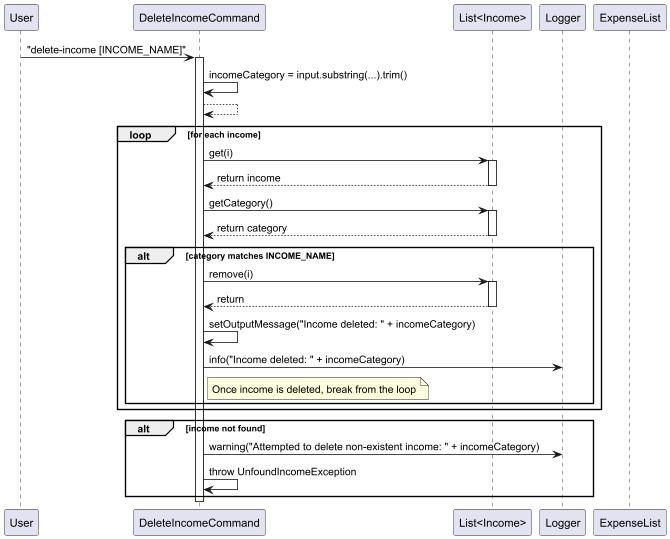 User
DeleteIncomeCommand
List<Income>
Logger
ExpenseList
"delete-income [INCOME_NAME]"
incomeCategory = input.substring(...).trim()
loop
[for each income]
get(i)
return income
getCategory()
return category
alt
[category matches INCOME_NAME]
remove(i)
return
setOutputMessage("Income deleted: " + incomeCategory)
info("Income deleted: " + incomeCategory)
Once income is deleted, break from the loop
alt
[income not found]
warning("Attempted to delete non-existent income: " + incomeCategory)
throw UnfoundIncomeException
User
DeleteIncomeCommand
List<Income>
Logger
ExpenseList